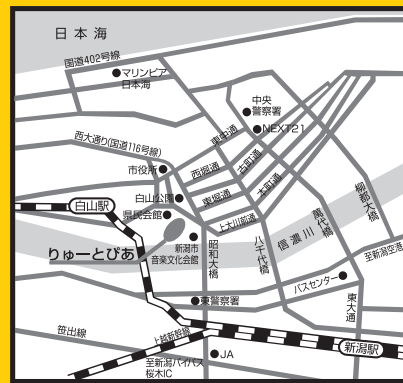 日本海
国道402号線
マリンピア
日本海
中央
警察署
NEXT21
西大通り(国道116号線)
東中通
古町通
西堀通
市役所
東堀通
本町通
白山公園
上大川前通
白山駅
県民会館
信濃川
萬代橋
柳都大橋
りゅーとぴあ
新潟市
音楽文化会館
昭和大橋
八千代橋
至新潟空港
バスセンター
東大通
東警察署
笹出線
上越新幹線
新潟駅
JA
至新潟バイパス
桜木IC